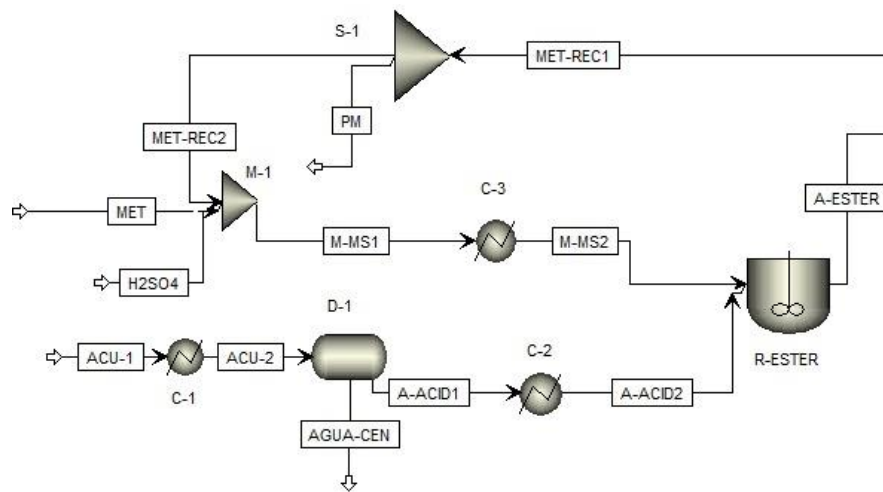 S-1
MET-REC1
PM
MET-REC2
M-1
C-3
A-ESTER
MET
M-MS1
M-MS2
H2SO4
D-1
R-ESTER
C-2
ACU-1
ACU-2
C-1
A-ACID1
A-ACID2
AGUA-CEN